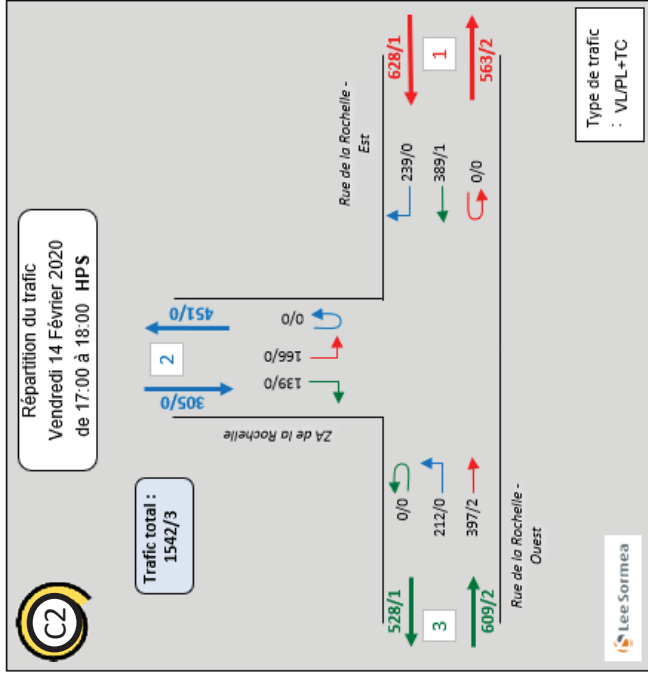 C2
Répartition du trafic
Vendredi 14 Février 2020
de 17:00 à 18:00 HPS
Trafic total :
1542/3
305/0
2
451/0
139/0
166/0
0/0
ZA de la Rochelle
Rue de la Rochelle -
Est
628/1
1
563/2
239/0
389/1
0/0
528/1
3
609/2
0/0
212/0
397/2
Rue de la Rochelle -
Ouest
Type de trafic
: VL/PL+TC
Lee Sormea